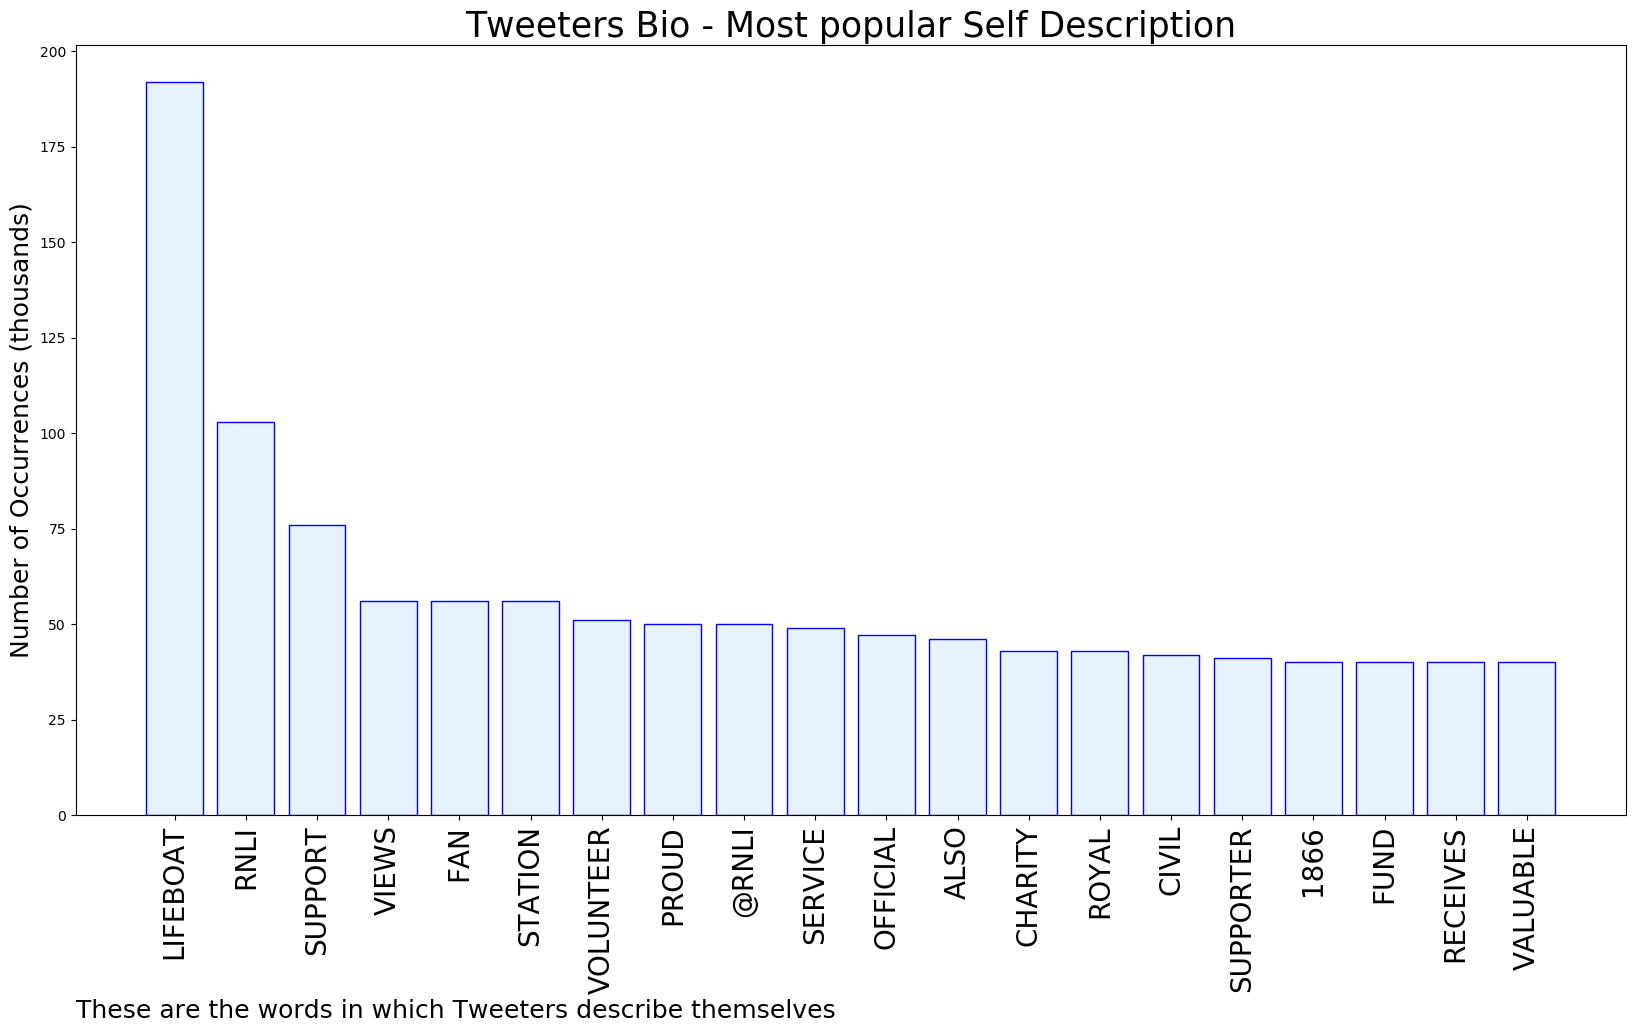 Tweeters Bio - Most popular Self Description
Number of Occurrences (thousands)
200
175
150
125
100
75
50
25
0
LIFEBOAT
RNLI
SUPPORT
VIEWS
FAN
STATION
VOLUNTEER
PROUD
@RNLI
SERVICE
OFFICIAL
ALSO
CHARITY
ROYAL
CIVIL
SUPPORTER
1866
FUND
RECEIVES
VALUABLE
These are the words in which Tweeters describe themselves